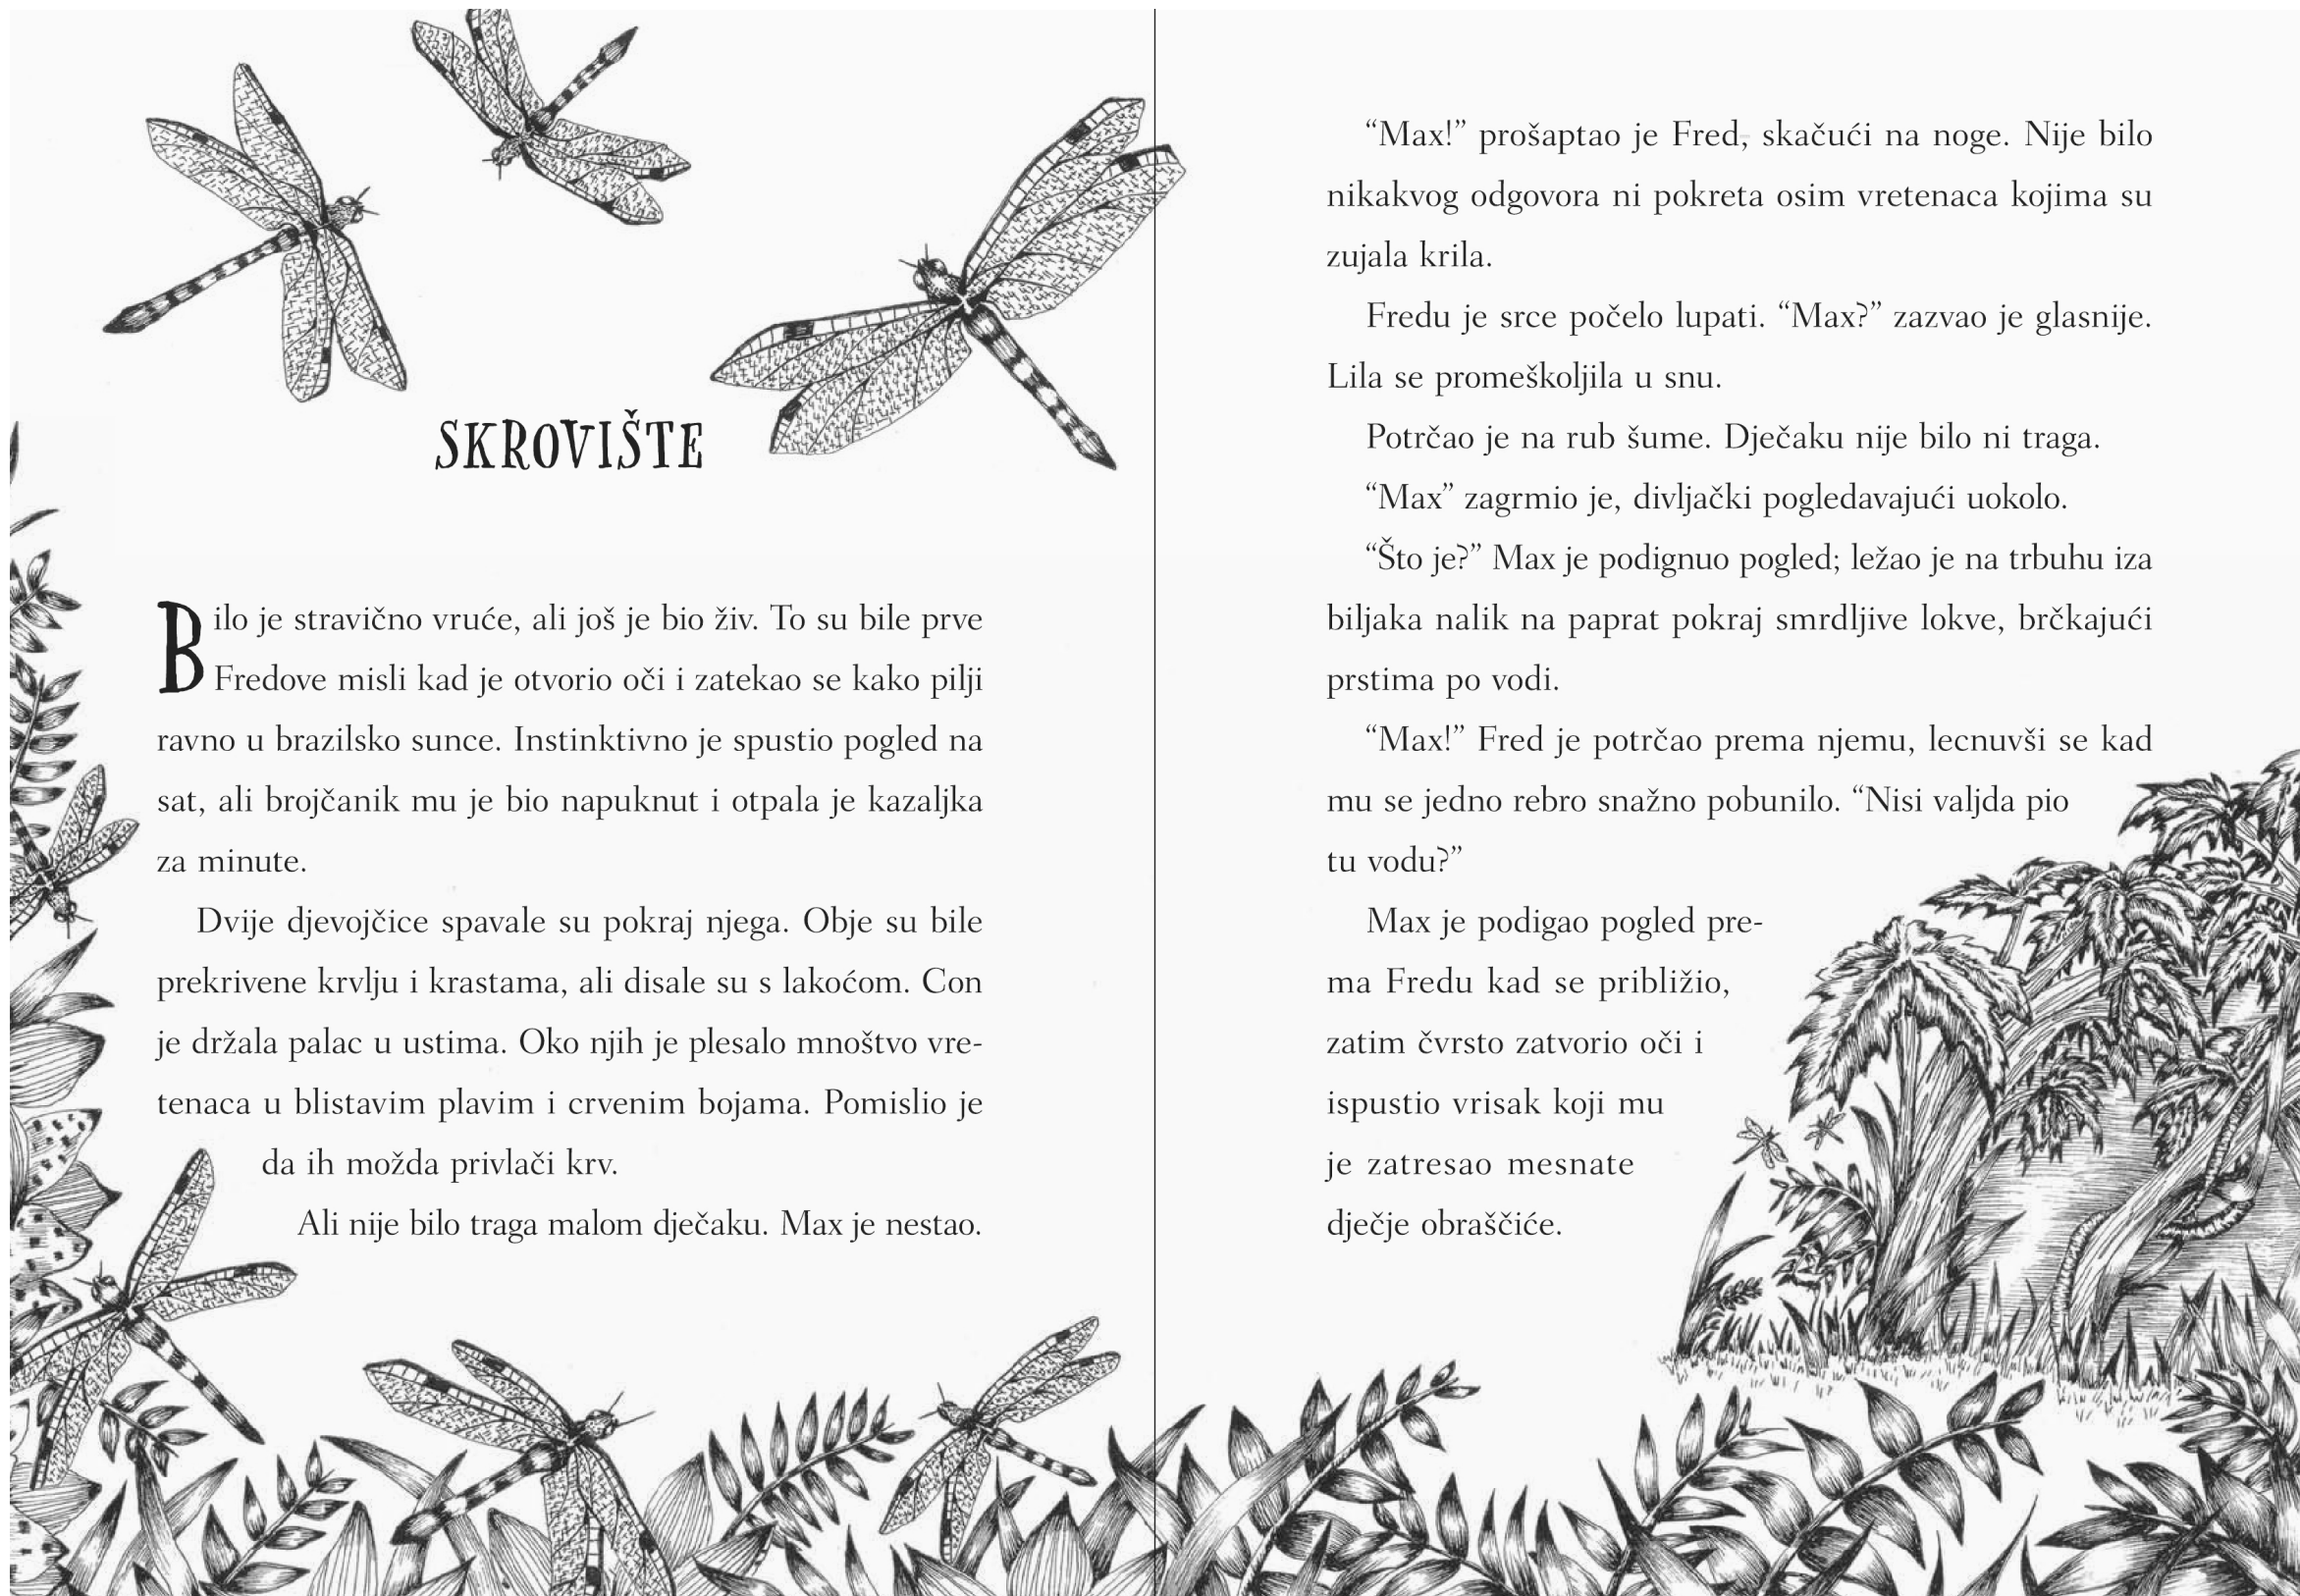 SKROVIŠTE
Bilo je stravično vruće, ali još je bio živ. To su bile prve
Fredove misli kad je otvorio oči i zatekao se kako pilji
ravno u brazilsko sunce. Instinktivno je spustio pogled na
sat, ali brojčanik mu je bio napuknut i otpala je kazaljka
za minute.
Dvije djevojčice spavale su pokraj njega. Obje su bile
prekrivene krvlju i krastama, ali disale su s lakoćom. Con
je držala palac u ustima. Oko njih je plesalo mnoštvo vre-
tenaca u blistavim plavim i crvenim bojama. Pomislio je
da ih možda privlači krv.
Ali nije bilo traga malom dječaku. Max je nestao.
“Max!” prošaptao je Fred, skačući na noge. Nije bilo
nikakvog odgovora ni pokreta osim vretenaca kojima su
zujala krila.
Fredu je srce počelo lupati. “Max?” zazvao je glasnije.
Lila se promeškoljila u snu.
Potrčao je na rub šume. Dječaku nije bilo ni traga.
“Max” zagrmio je, divljački pogledavajući uokolo.
“Što je?” Max je podignuo pogled; ležao je na trbuhu iza
biljaka nalik na paprat pokraj smrdljive lokve, brčkajući
prstima po vodi.
“Max!” Fred je potrčao prema njemu, lecnuvši se kad
mu se jedno rebro snažno pobunilo. “Nisi valjda pio
tu vodu?”
Max je podigao pogled pre-
ma Fredu kad se približio,
zatim čvrsto zatvorio oči i
ispustio vrisak koji mu
je zatresao mesnate
dječje obraščiće.